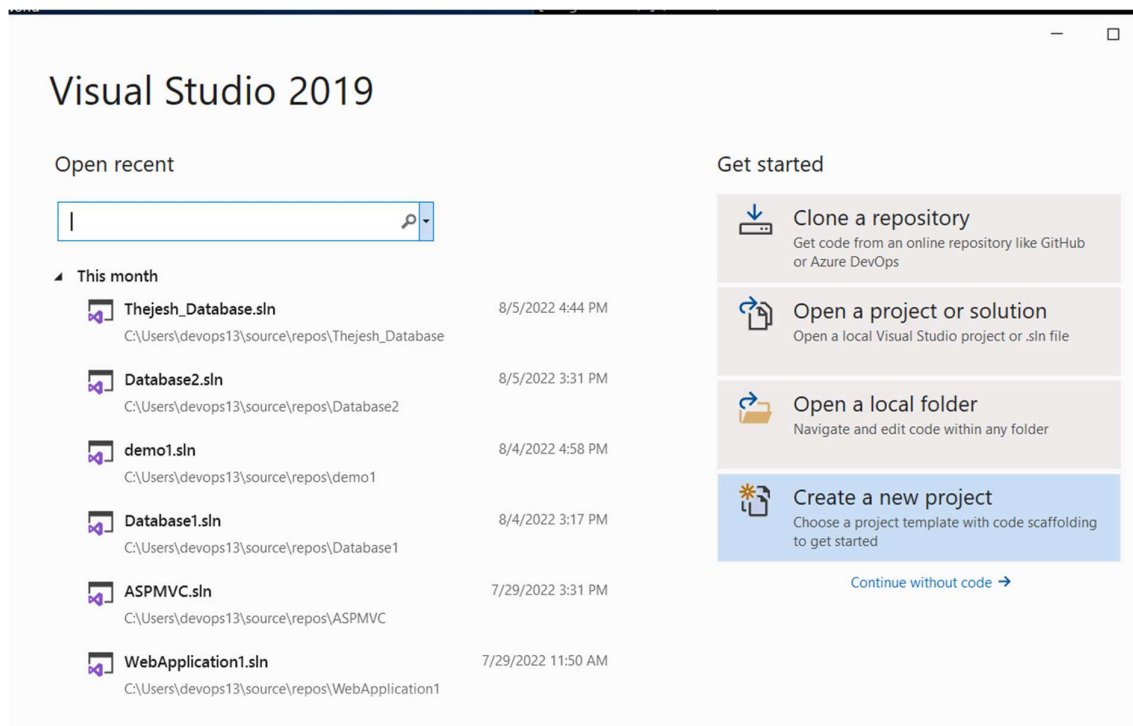 Visual Studio 2019
Open recent
This month
Thejesh_Database.sln 8/5/2022 4:44 PM
C:\Users\devops13\source\repos\Thejesh_Database
Database2.sln 8/5/2022 3:31 PM
C:\Users\devops13\source\repos\Database2
demo1.sln 8/4/2022 4:58 PM
C:\Users\devops13\source\repos\demo1
Database1.sln 8/4/2022 3:17 PM
C:\Users\devops13\source\repos\Database1
ASPMVC.sln 7/29/2022 3:31 PM
C:\Users\devops13\source\repos\ASPMVC
WebApplication1.sln 7/29/2022 11:50 AM
C:\Users\devops13\source\repos\WebApplication1
Get started
Clone a repository
Get code from an online repository like GitHub
or Azure DevOps
Open a project or solution
Open a local Visual Studio project or .sln file
Open a local folder
Navigate and edit code within any folder
Create a new project
Choose a project template with code scaffolding
to get started
Continue without code →